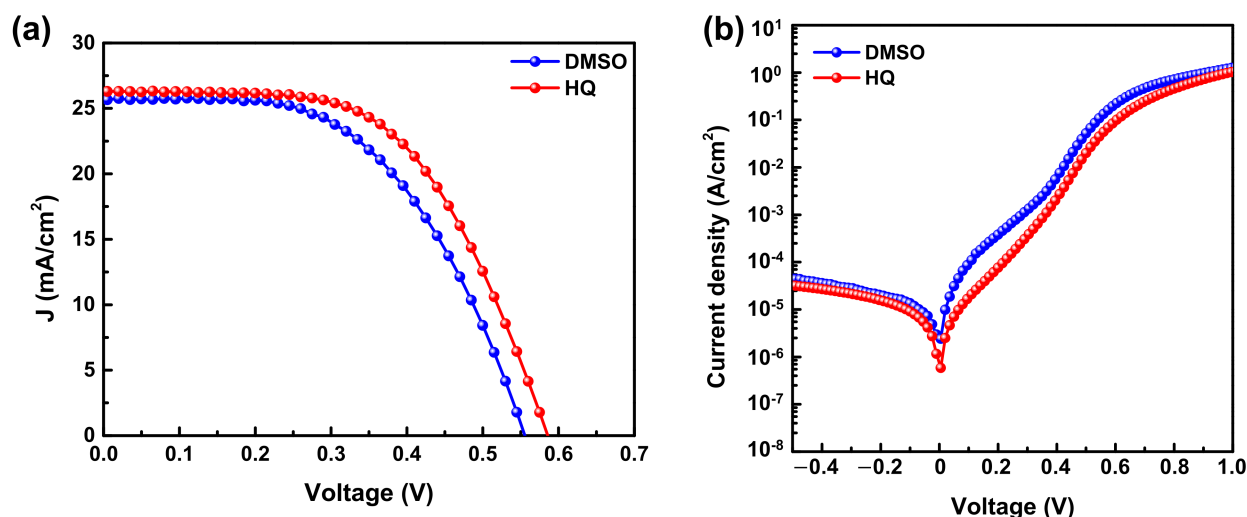 (a)
30
25
20
15
10
5
0
0.0 0.1 0.2 0.3 0.4 0.5 0.6 0.7
J (mA/cm²)
Voltage (V)
DMSO
HQ
(b)
10¹
10⁰
10⁻¹
10⁻²
10⁻³
10⁻⁴
10⁻⁵
10⁻⁶
10⁻⁷
10⁻⁸
−0.4 −0.2 0 0.2 0.4 0.6 0.8 1.0
Current density (A/cm²)
Voltage (V)
DMSO
HQ